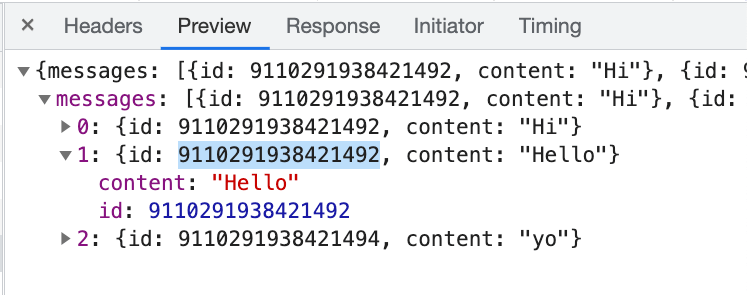 × Headers Preview Response Initiator Timing
▼{messages: [{id: 9110291938421492, content: "Hi"}, {id: 9
▼messages: [{id: 9110291938421492, content: "Hi"}, {id:
▶0: {id: 9110291938421492, content: "Hi"}
▼1: {id: 9110291938421492, content: "Hello"}
content: "Hello"
id: 9110291938421492
▶2: {id: 9110291938421494, content: "yo"}